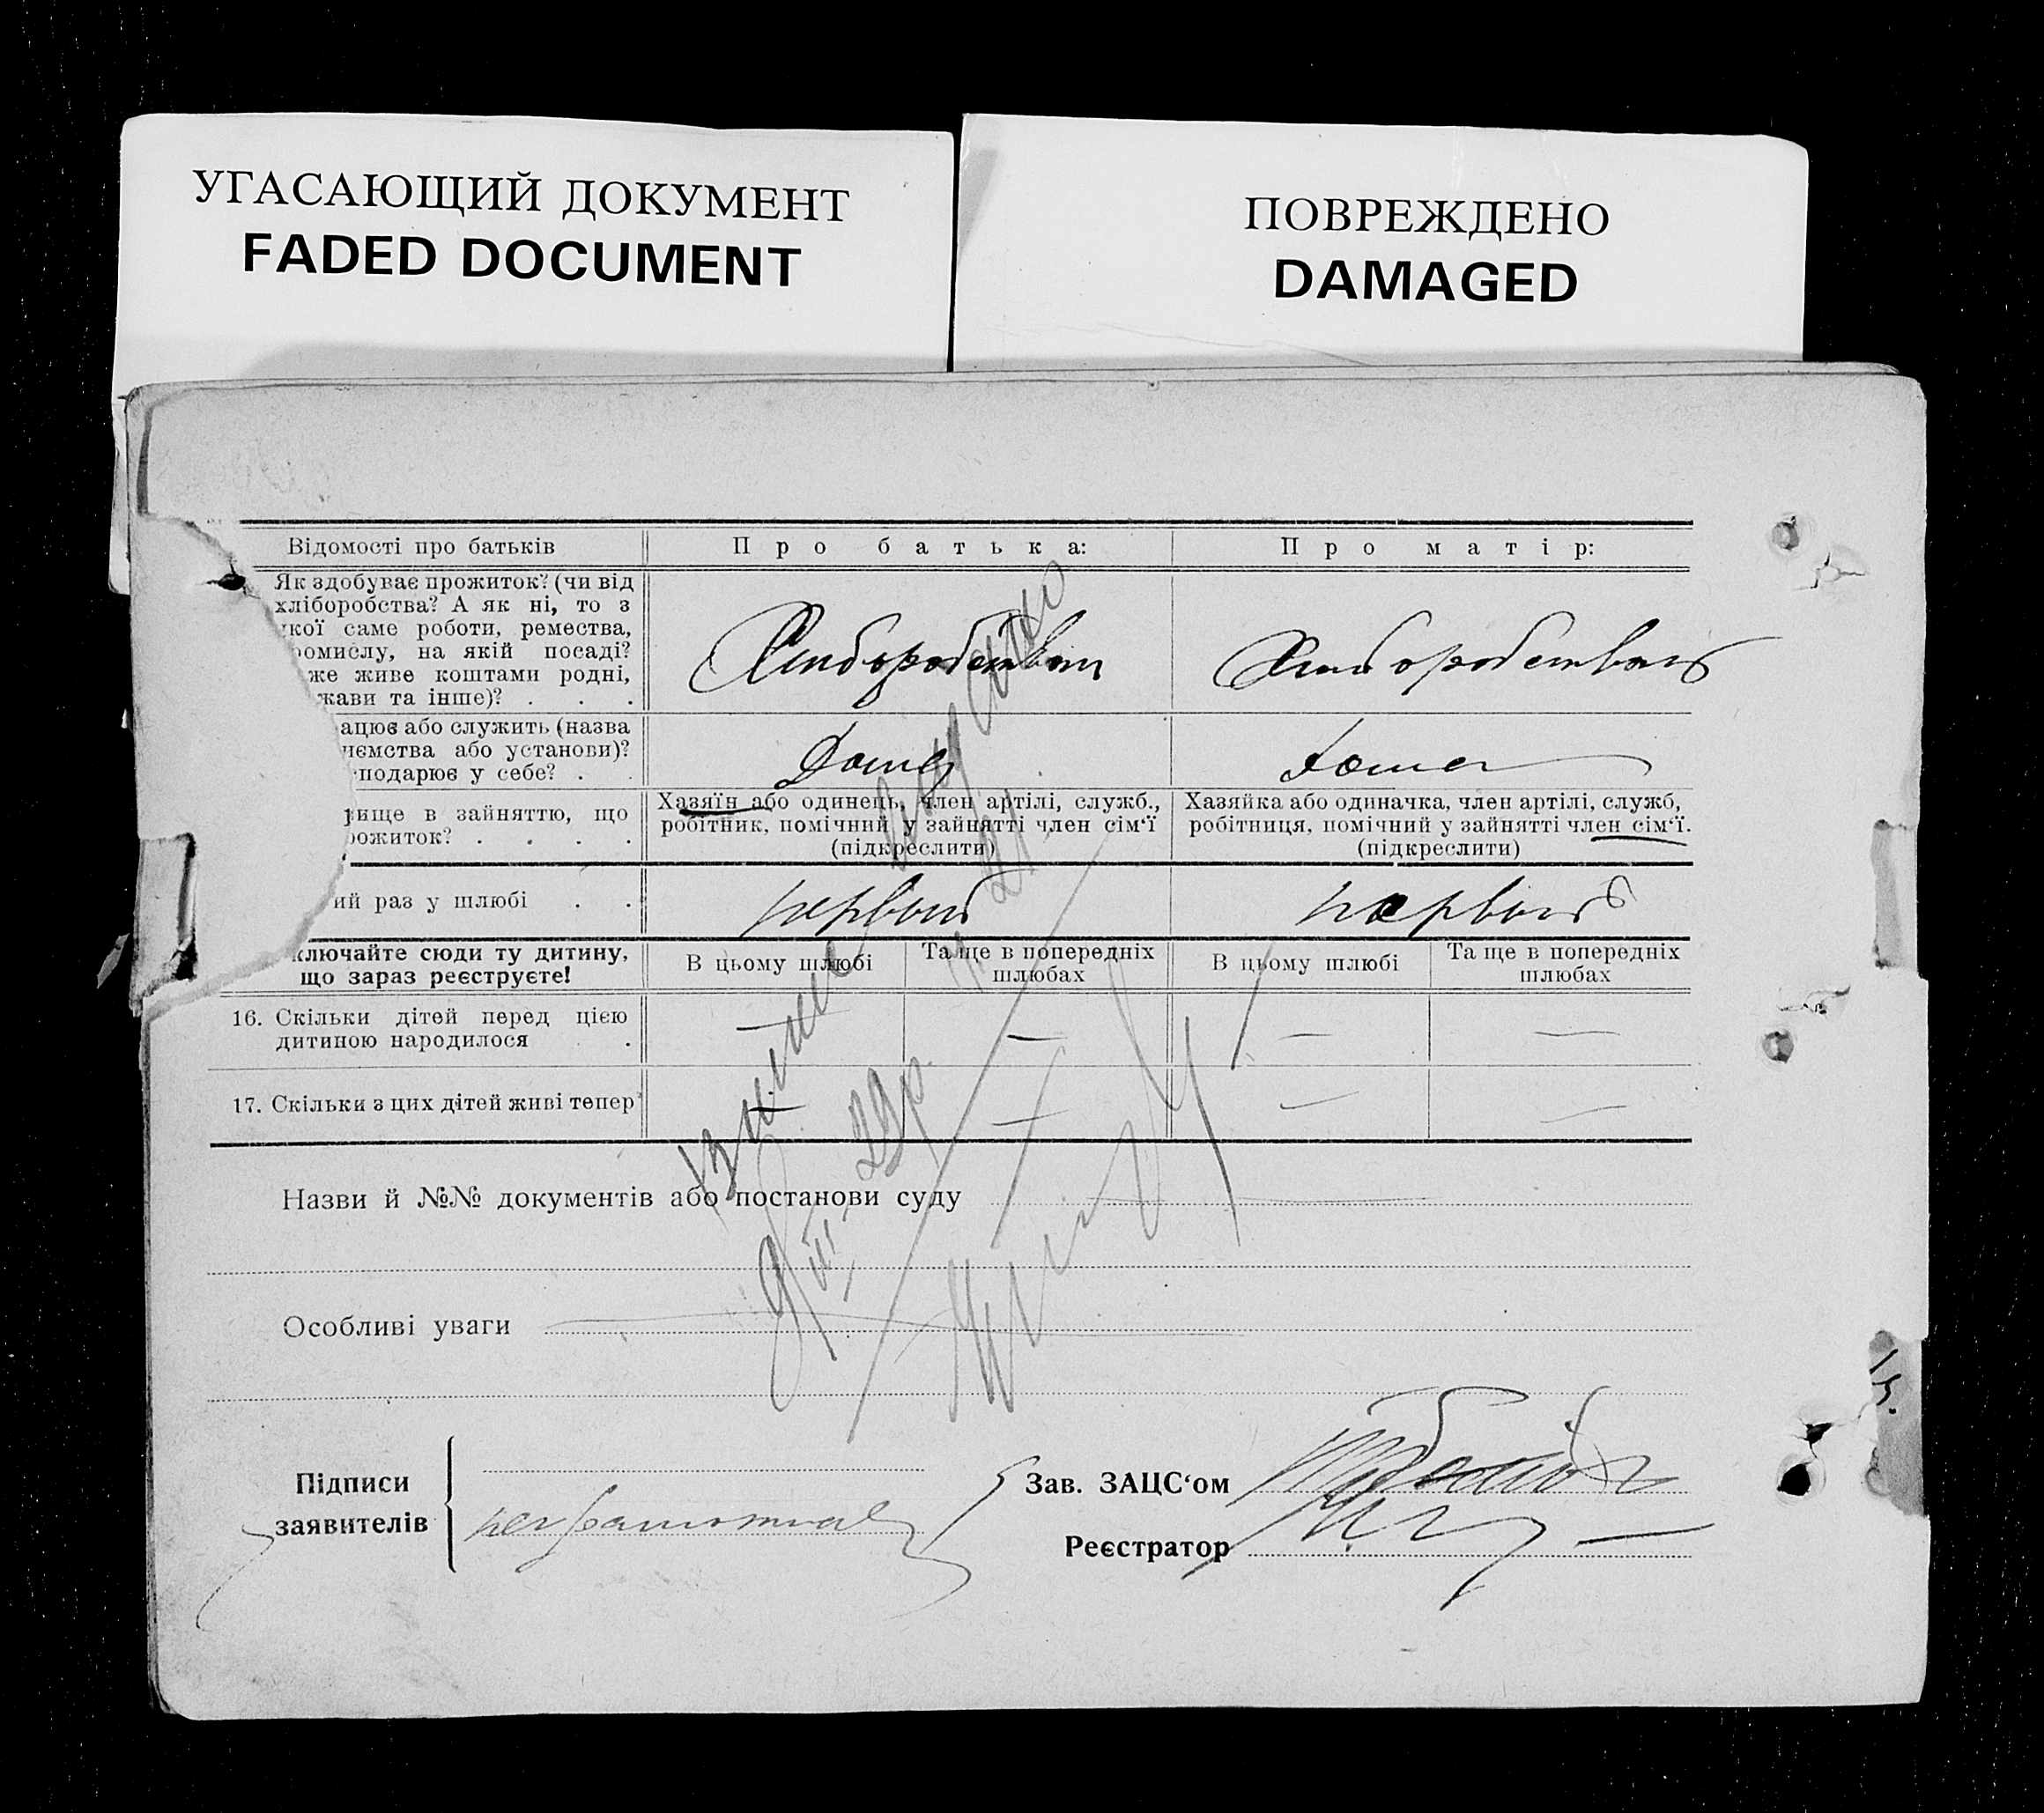 УГАСАЮЩИЙ ДОКУМЕНТ
FADED DOCUMENT
ПОВРЕЖДЕНО
DAMAGED
Відомості про батьків
Про батька:
Про матір:
Як здобуває прожиток? (чи від
хліборобства? А як ні, то з
кої саме роботи, ремества,
ромислу, на якій посаді?
же живе коштами родні,
жави та інше)? . . .
Хліборобством
Хліборобством
ацює або служить (назва
иємства або установи)?
сподарює у себе? . .
Дома
Дома
вище в зайняттю, що
рожиток? . . . .
Хазяїн або одинець, член артілі, служб.,
робітник, помічний у зайнятті член сім‘ї
(підкреслити)
Хазяйка або одиначка, член артілі, служб,
робітниця, помічний у зайнятті член сім‘ї.
(підкреслити)
ий раз у шлюбі . .
первый
первый
ключайте сюди ту дитину,
що зараз реєструєте!
В цьому шлюбі
Та ще в попередніх
шлюбах
В цьому шлюбі
Та ще в попередніх
шлюбах
16. Скільки дітей перед цією
дитиною народилося .
— — — —
17. Скільки з цих дітей живі тепер
— — — —
29р.
Назви й №№ документів або постанови суду
Особливі уваги
Підписи
заявителів
неграмотная
Зав. ЗАЦС‘ом
Реєстратор